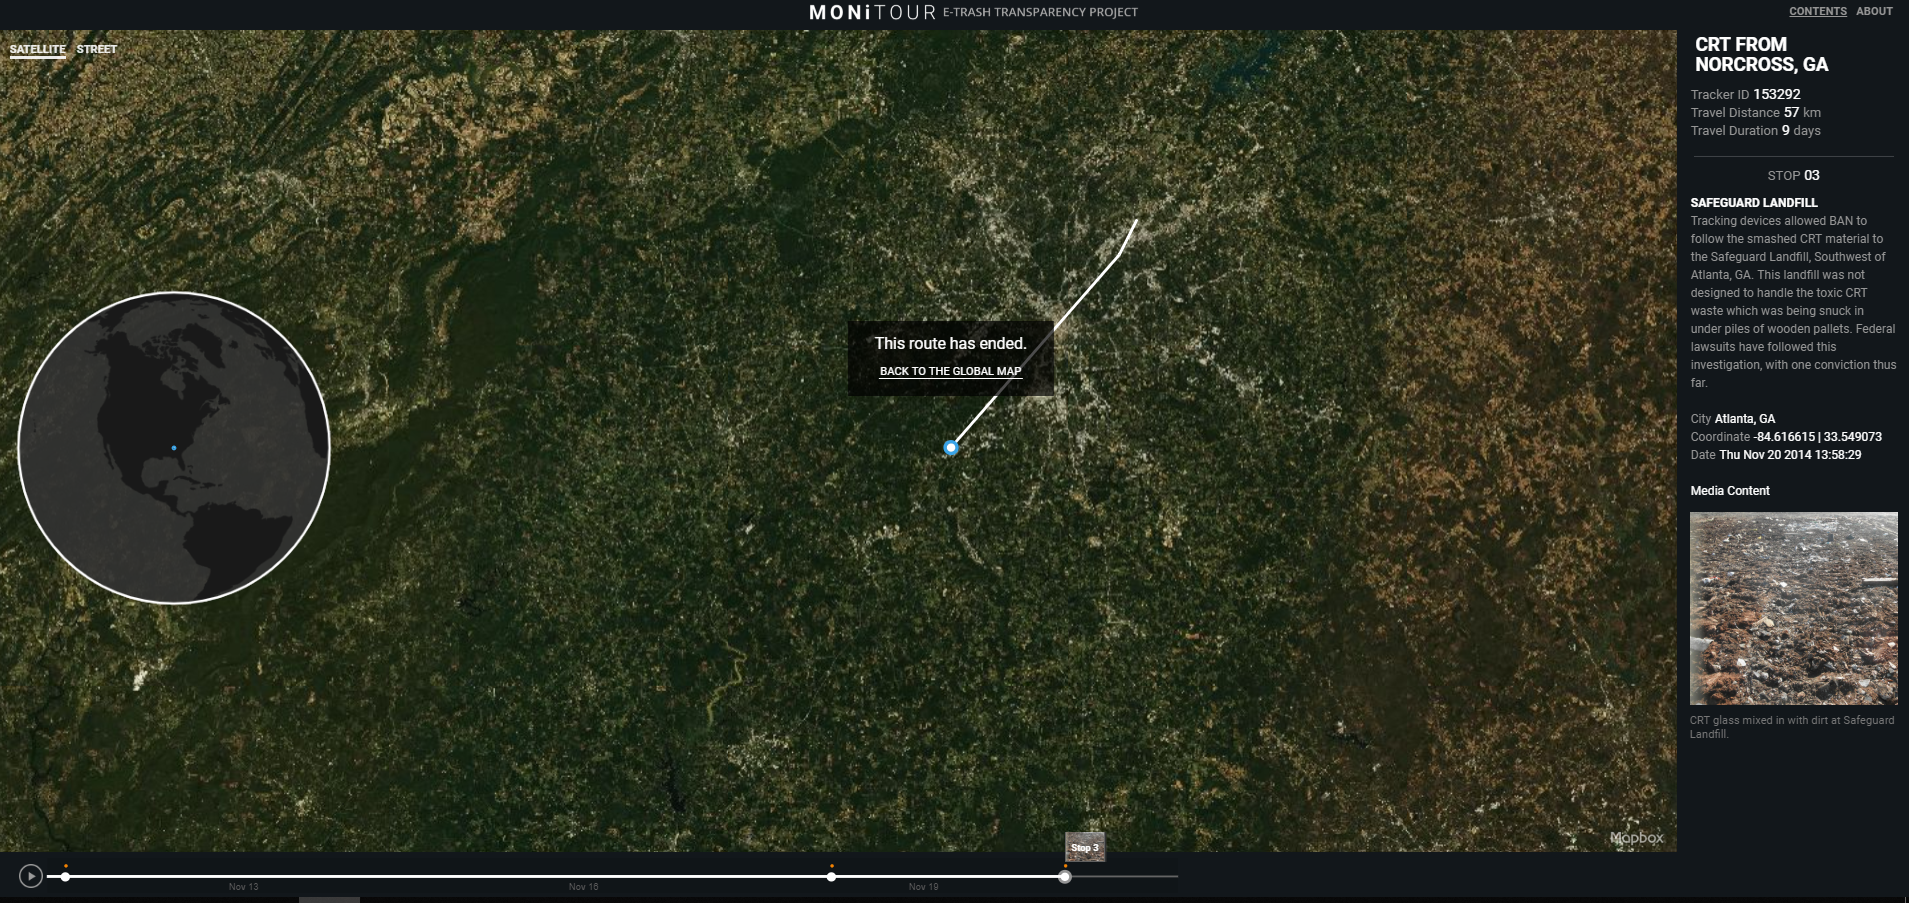 MONiTOUR E-TRASH TRANSPARENCY PROJECT
CONTENTS ABOUT
SATELLITE STREET
CRT FROM
NORCROSS, GA
Tracker ID 153292
Travel Distance 57 km
Travel Duration 9 days
STOP 03
SAFEGUARD LANDFILL
Tracking devices allowed BAN to
follow the smashed CRT material to
the Safeguard Landfill, Southwest of
Atlanta, GA. This landfill was not
designed to handle the toxic CRT
waste which was being snuck in
under piles of wooden pallets. Federal
lawsuits have followed this
investigation, with one conviction thus
far.
City Atlanta, GA
Coordinate -84.616615 | 33.549073
Date Thu Nov 20 2014 13:58:29
Media Content
CRT glass mixed in with dirt at Safeguard
Landfill.
This route has ended.
BACK TO THE GLOBAL MAP
Mapbox
Stop 3
Nov 13
Nov 16
Nov 19